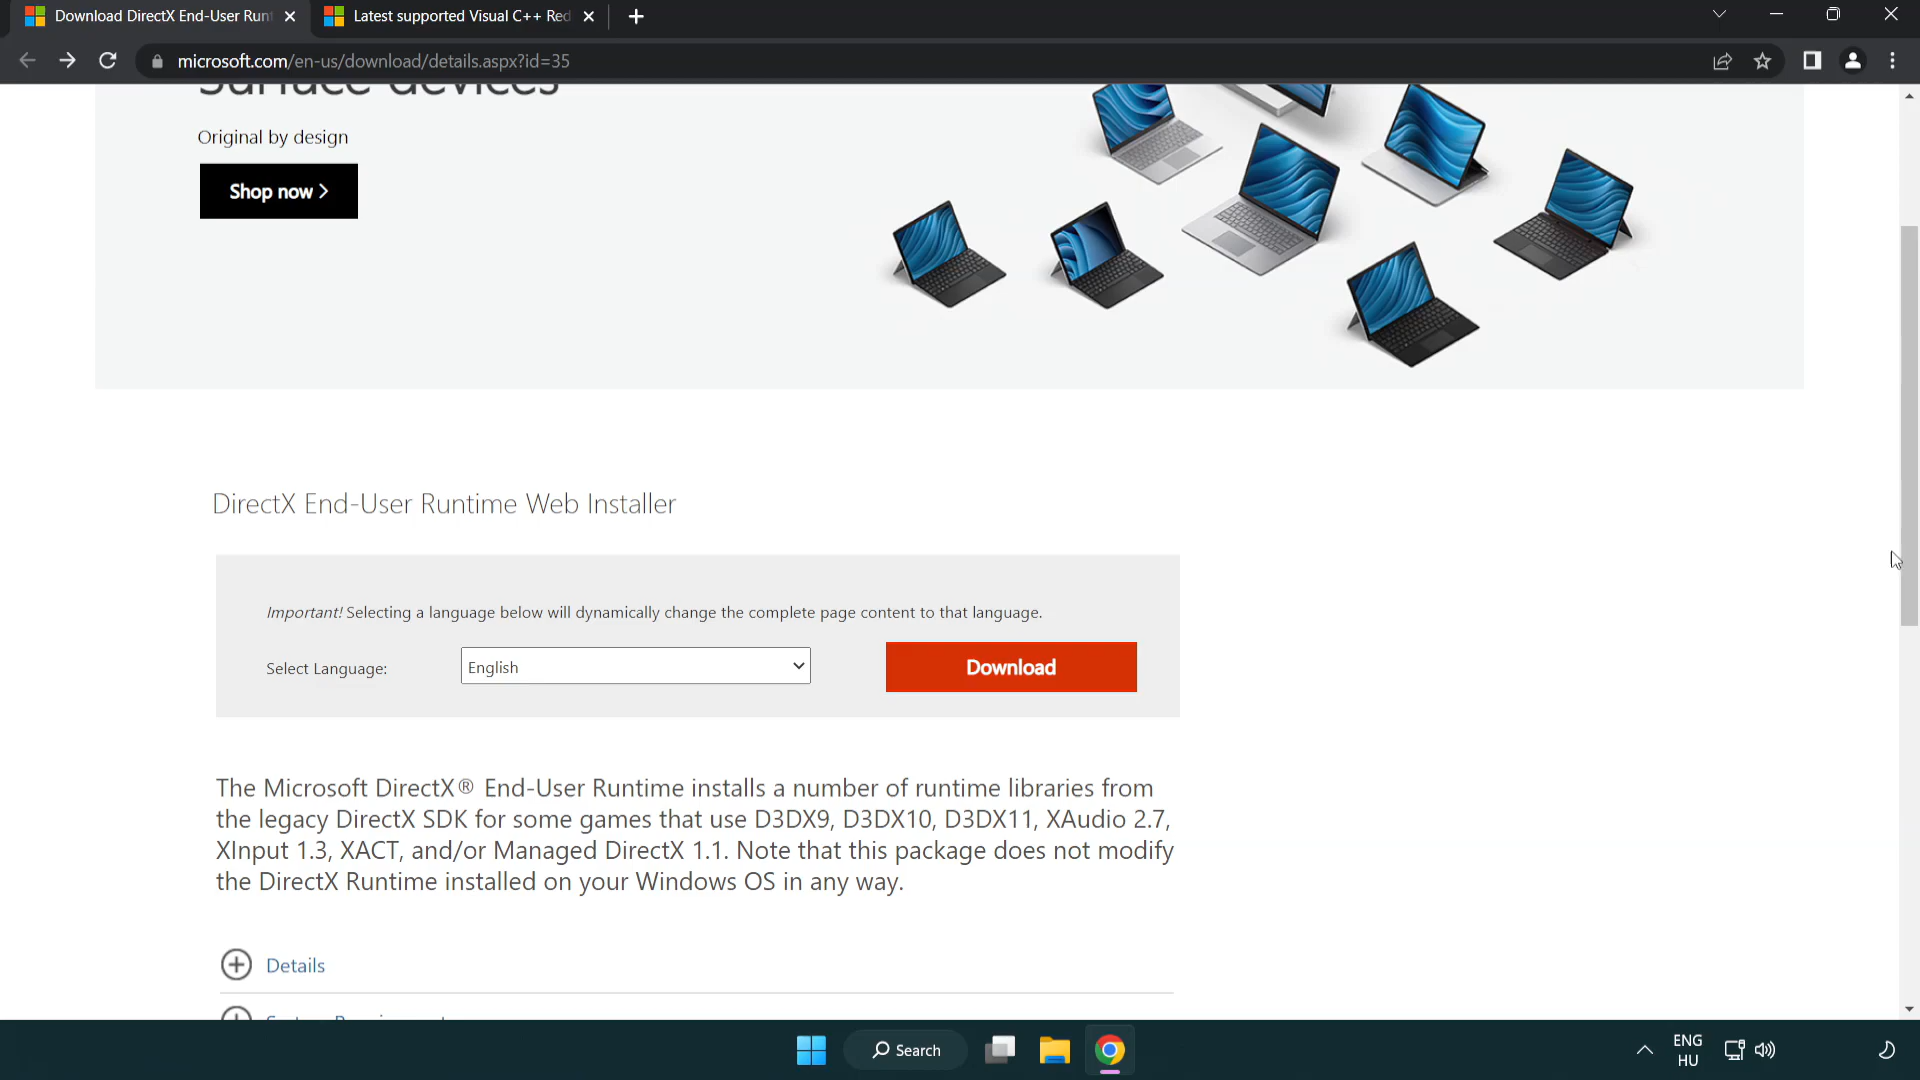 Download DirectX End-User Runt
Latest supported Visual C++ Red
microsoft.com/en-us/download/details.aspx?id=35
Surface devices
Original by design
Shop now
DirectX End-User Runtime Web Installer
Important! Selecting a language below will dynamically change the complete page content to that language.
Select Language:
English
Download
The Microsoft DirectX® End-User Runtime installs a number of runtime libraries from
the legacy DirectX SDK for some games that use D3DX9, D3DX10, D3DX11, XAudio 2.7,
XInput 1.3, XACT, and/or Managed DirectX 1.1. Note that this package does not modify
the DirectX Runtime installed on your Windows OS in any way.
Details
Search
ENG
HU